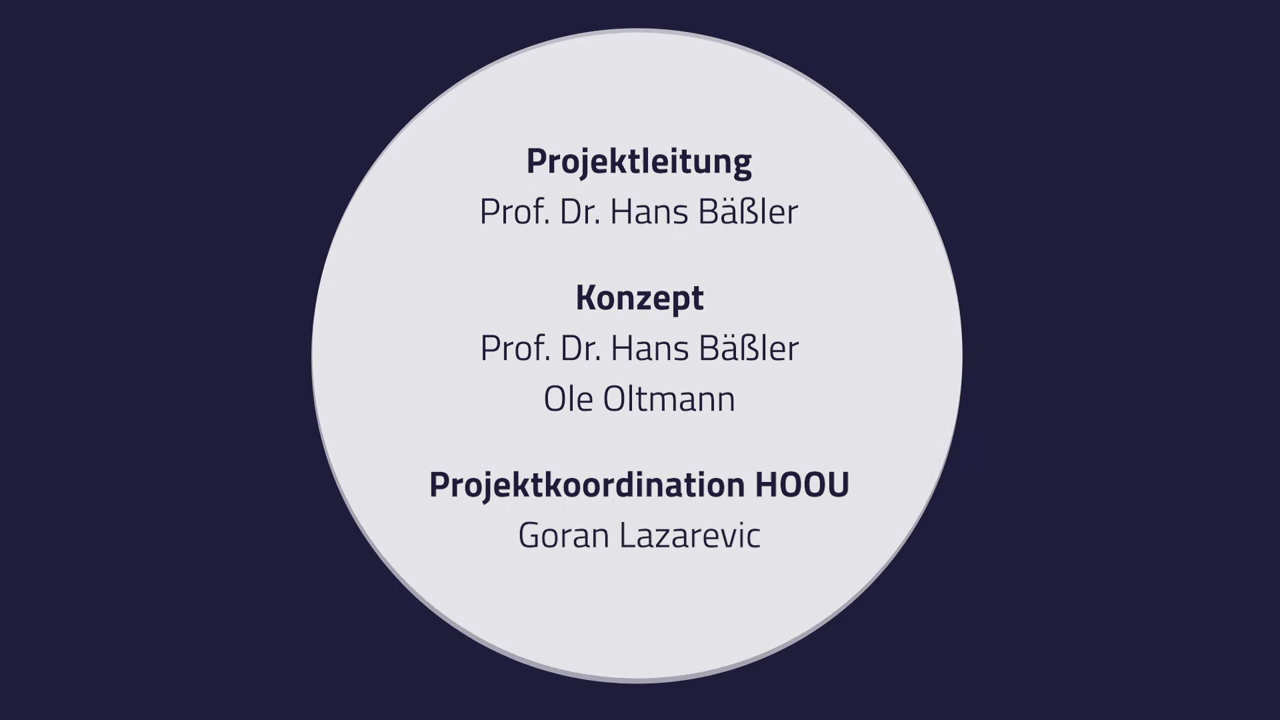 Projektleitung
Prof. Dr. Hans Bäßler
Konzept
Prof. Dr. Hans Bäßler
Ole Oltmann
Projektkoordination HOOU
Goran Lazarevic